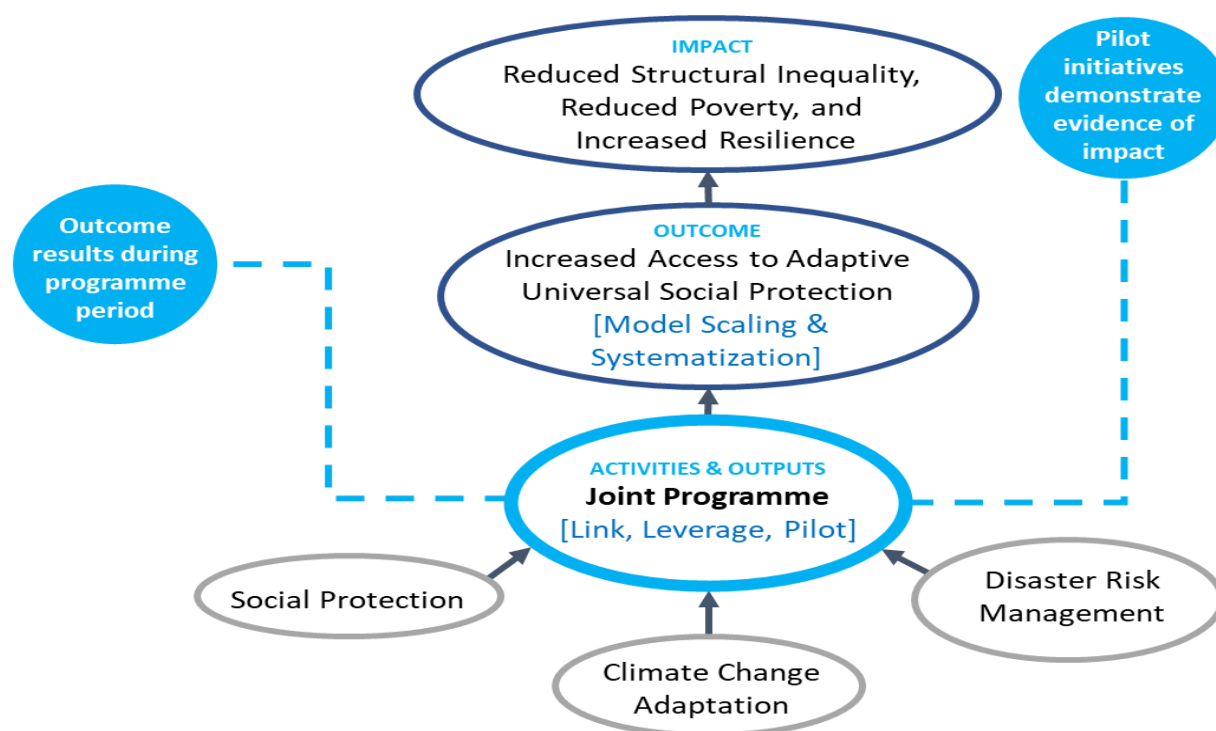 IMPACT
Reduced Structural Inequality,
Reduced Poverty, and
Increased Resilience
Pilot
initiatives
demonstrate
evidence of
impact
Outcome
results during
programme
period
OUTCOME
Increased Access to Adaptive
Universal Social Protection
[Model Scaling &
Systematization]
ACTIVITIES & OUTPUTS
Joint Programme
[Link, Leverage, Pilot]
Social Protection
Disaster Risk
Management
Climate Change
Adaptation